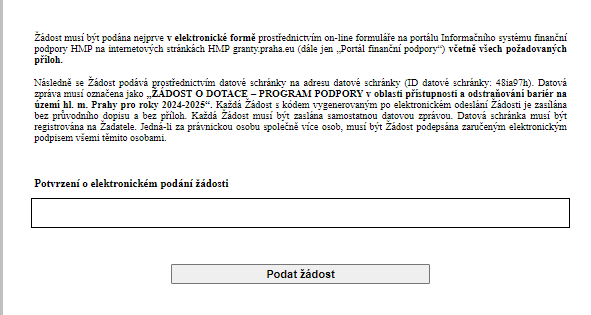 Žádost musí být podána nejprve v elektronické formě prostřednictvím on-line formuláře na portálu Informačního systému finanční
podpory HMP na internetových stránkách HMP granty.praha.eu (dále jen „Portál finanční podpory“) včetně všech požadovaných
příloh.
Následně se Žádost podává prostřednictvím datové schránky na adresu datové schránky (ID datové schránky: 48ia97h). Datová
zpráva musí označena jako „ŽÁDOST O DOTACE – PROGRAM PODPORY v oblasti přístupnosti a odstraňování bariér na
území hl. m. Prahy pro roky 2024-2025“. Každá Žádost s kódem vygenerovaným po elektronickém odeslání Žádosti je zasílána
bez průvodního dopisu a bez příloh. Každá Žádost musí být zaslána samostatnou datovou zprávou. Datová schránka musí být
registrována na Žadatele. Jedná-li za právnickou osobu společně více osob, musí být Žádost podepsána zaručeným elektronickým
podpisem všemi těmito osobami.
Potvrzení o elektronickém podání žádosti
Podat žádost